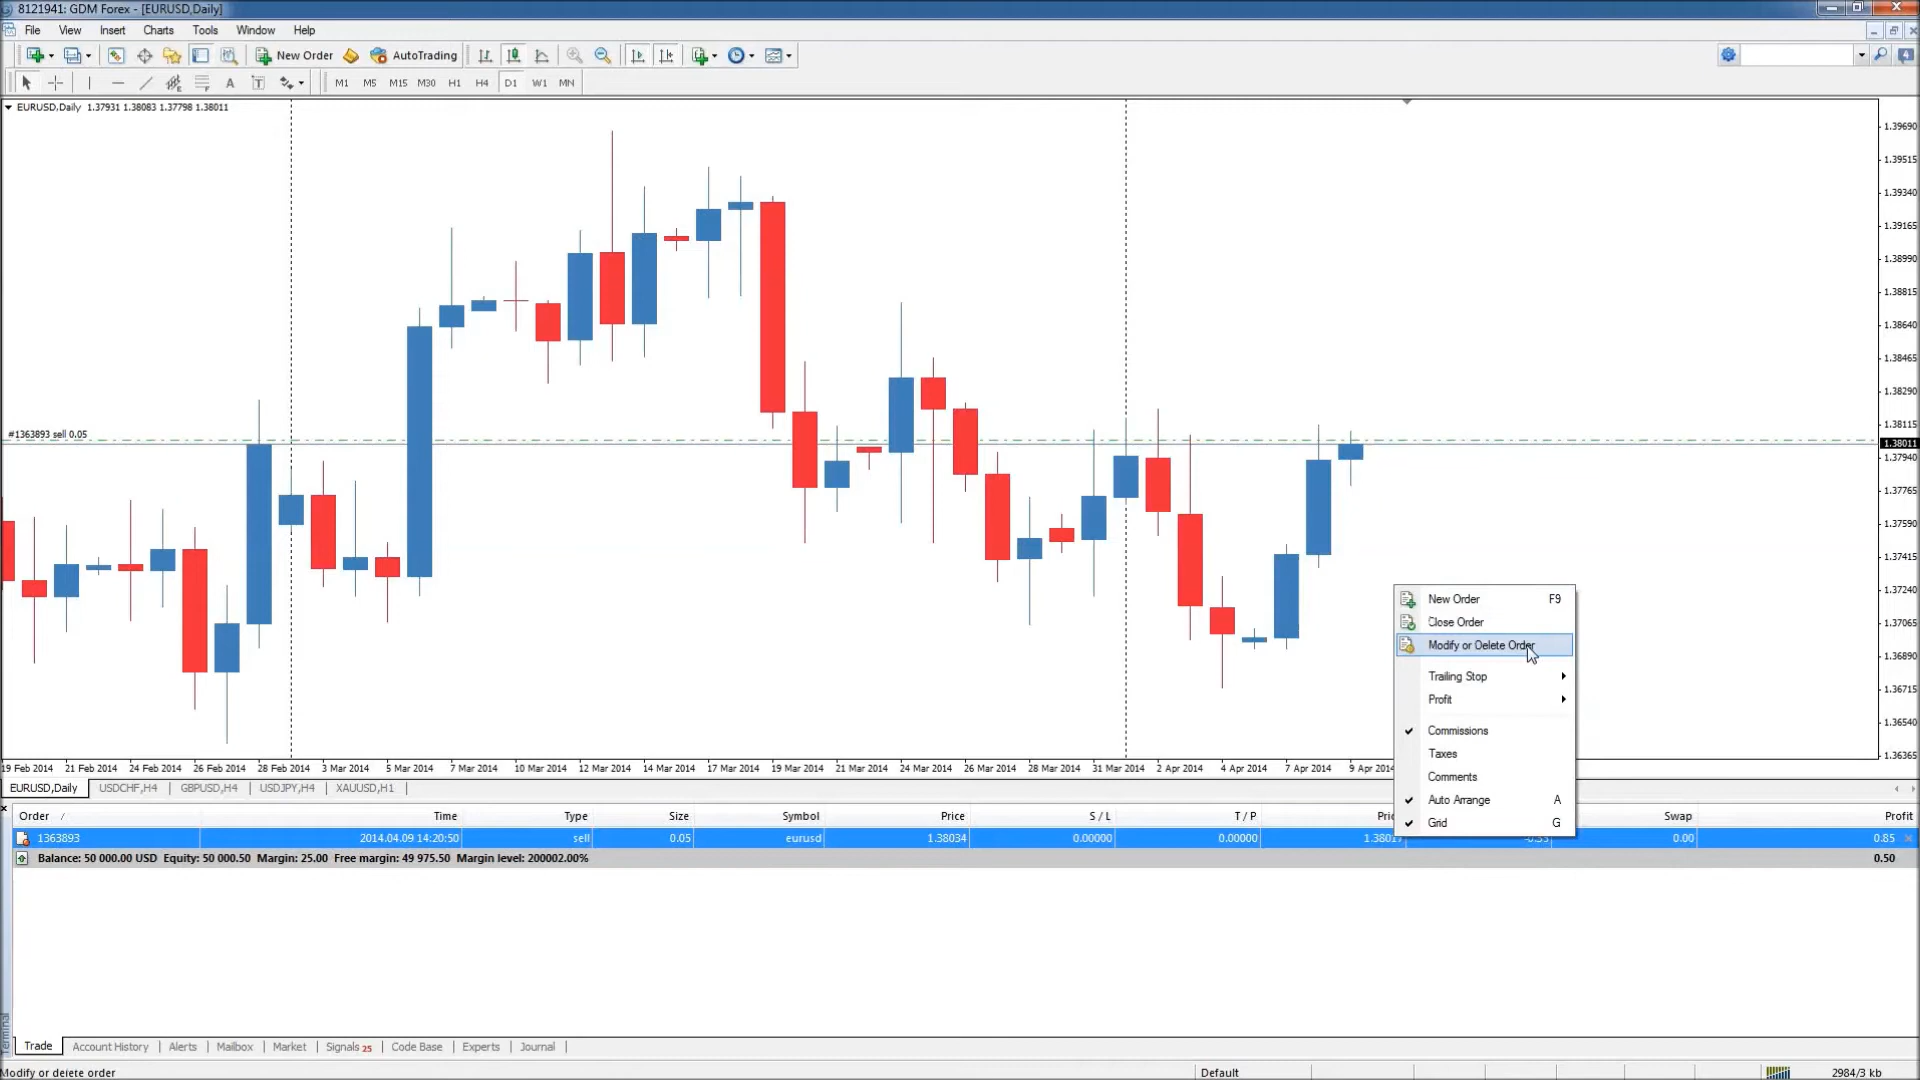 8121941: GDM Forex - [EURUSD,Daily]
File View Insert Charts Tools Window Help
New Order AutoTrading
A T M1 M5 M15 M30 H1 H4 D1 W1 MN
EURUSD,Daily 1.37931 1.38083 1.37798 1.38011
1.39690
1.39515
1.39340
1.39165
1.38990
1.38815
1.38640
1.38465
1.38290
1.38115
#1363893 sell 0.05
1.38011
1.37940
1.37765
1.37590
1.37415
1.37240
1.37065
1.36890
1.36715
1.36540
1.36365
New Order F9
Close Order
Modify or Delete Order
Trailing Stop
Profit
Commissions
Taxes
Comments
Auto Arrange A
Grid G
19 Feb 2014 21 Feb 2014 24 Feb 2014 26 Feb 2014 28 Feb 2014 3 Mar 2014 5 Mar 2014 7 Mar 2014 10 Mar 2014 12 Mar 2014 14 Mar 2014 17 Mar 2014 19 Mar 2014 21 Mar 2014 24 Mar 2014 26 Mar 2014 28 Mar 2014 31 Mar 2014 2 Apr 2014 4 Apr 2014 7 Apr 2014 9 Apr 2014
EURUSD,Daily USDCHF,H4 GBPUSD,H4 USDJPY,H4 XAUUSD,H1
Order / Time Type Size Symbol Price S / L T / P Swap Profit
1363893 2014.04.09 14:20:50 sell 0.05 eurusd 1.38034 0.00000 0.00000 0.00 0.85
Balance: 50 000.00 USD Equity: 50 000.50 Margin: 25.00 Free margin: 49 975.50 Margin level: 200002.00% 0.50
Terminal
Trade Account History Alerts Mailbox Market Signals 25 Code Base Experts Journal
Modify or delete order Default 2984/3 kb